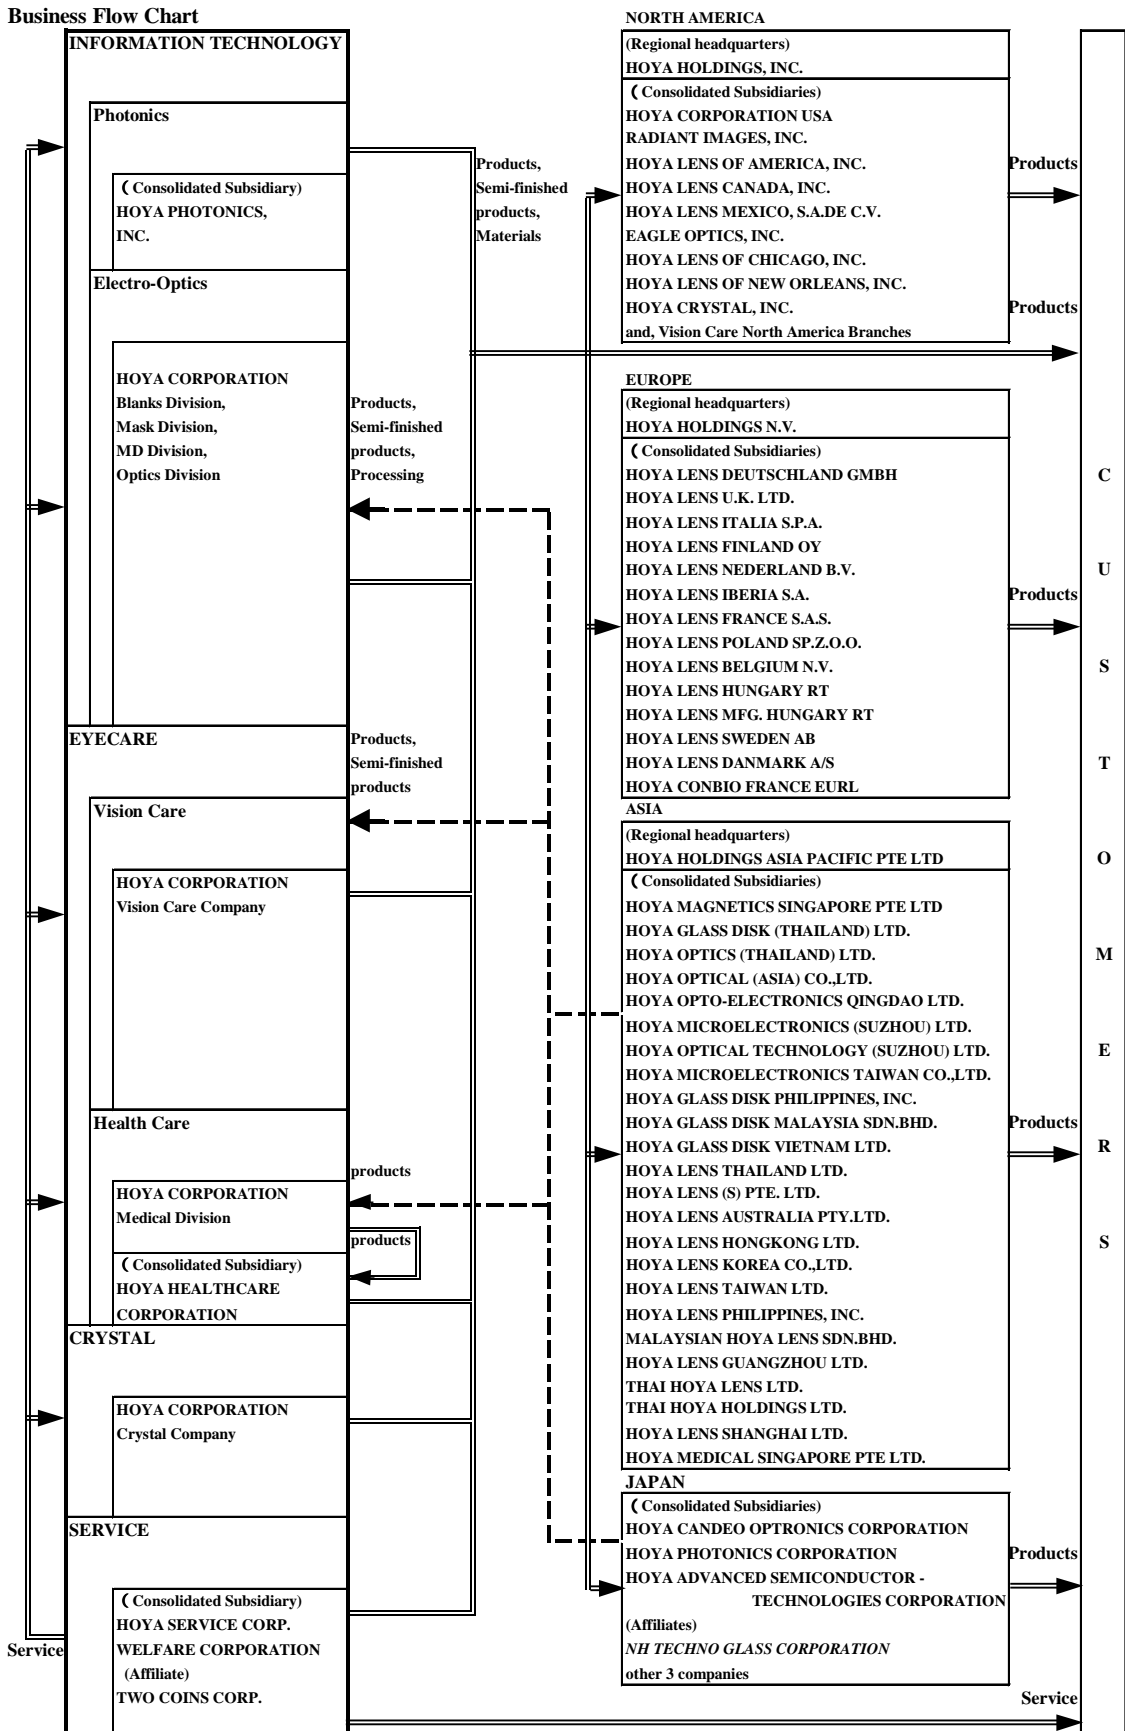 Business Flow Chart
INFORMATION TECHNOLOGY
Photonics
(Consolidated Subsidiary)
HOYA PHOTONICS,
INC.
Electro-Optics
HOYA CORPORATION
Blanks Division,
Mask Division,
MD Division,
Optics Division
EYECARE
Vision Care
HOYA CORPORATION
Vision Care Company
Health Care
HOYA CORPORATION
Medical Division
(Consolidated Subsidiary)
HOYA HEALTHCARE
CORPORATION
CRYSTAL
HOYA CORPORATION
Crystal Company
SERVICE
(Consolidated Subsidiary)
HOYA SERVICE CORP.
WELFARE CORPORATION
(Affiliate)
TWO COINS CORP.
Service
Products,
Semi-finished
products,
Materials
Products,
Semi-finished
products,
Processing
Products,
Semi-finished
products
products
products
NORTH AMERICA
(Regional headquarters)
HOYA HOLDINGS, INC.
(Consolidated Subsidiaries)
HOYA CORPORATION USA
RADIANT IMAGES, INC.
HOYA LENS OF AMERICA, INC.
HOYA LENS CANADA, INC.
HOYA LENS MEXICO, S.A.DE C.V.
EAGLE OPTICS, INC.
HOYA LENS OF CHICAGO, INC.
HOYA LENS OF NEW ORLEANS, INC.
HOYA CRYSTAL, INC.
and, Vision Care North America Branches
EUROPE
(Regional headquarters)
HOYA HOLDINGS N.V.
(Consolidated Subsidiaries)
HOYA LENS DEUTSCHLAND GMBH
HOYA LENS U.K. LTD.
HOYA LENS ITALIA S.P.A.
HOYA LENS FINLAND OY
HOYA LENS NEDERLAND B.V.
HOYA LENS IBERIA S.A.
HOYA LENS FRANCE S.A.S.
HOYA LENS POLAND SP.Z.O.O.
HOYA LENS BELGIUM N.V.
HOYA LENS HUNGARY RT
HOYA LENS MFG. HUNGARY RT
HOYA LENS SWEDEN AB
HOYA LENS DANMARK A/S
HOYA CONBIO FRANCE EURL
ASIA
(Regional headquarters)
HOYA HOLDINGS ASIA PACIFIC PTE LTD
(Consolidated Subsidiaries)
HOYA MAGNETICS SINGAPORE PTE LTD
HOYA GLASS DISK (THAILAND) LTD.
HOYA OPTICS (THAILAND) LTD.
HOYA OPTICAL (ASIA) CO.,LTD.
HOYA OPTO-ELECTRONICS QINGDAO LTD.
HOYA MICROELECTRONICS (SUZHOU) LTD.
HOYA OPTICAL TECHNOLOGY (SUZHOU) LTD.
HOYA MICROELECTRONICS TAIWAN CO.,LTD.
HOYA GLASS DISK PHILIPPINES, INC.
HOYA GLASS DISK MALAYSIA SDN.BHD.
HOYA GLASS DISK VIETNAM LTD.
HOYA LENS THAILAND LTD.
HOYA LENS (S) PTE. LTD.
HOYA LENS AUSTRALIA PTY.LTD.
HOYA LENS HONGKONG LTD.
HOYA LENS KOREA CO.,LTD.
HOYA LENS TAIWAN LTD.
HOYA LENS PHILIPPINES, INC.
MALAYSIAN HOYA LENS SDN.BHD.
HOYA LENS GUANGZHOU LTD.
THAI HOYA LENS LTD.
THAI HOYA HOLDINGS LTD.
HOYA LENS SHANGHAI LTD.
HOYA MEDICAL SINGAPORE PTE LTD.
JAPAN
(Consolidated Subsidiaries)
HOYA CANDEO OPTRONICS CORPORATION
HOYA PHOTONICS CORPORATION
HOYA ADVANCED SEMICONDUCTOR -
TECHNOLOGIES CORPORATION
(Affiliates)
NH TECHNO GLASS CORPORATION
other 3 companies
Products
Products
Products
Products
Products
Service
C
U
S
T
O
M
E
R
S